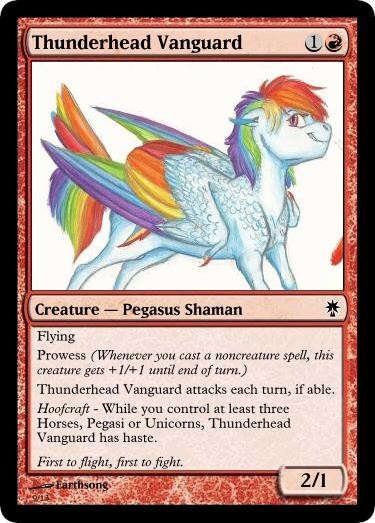 Thunderhead Vanguard 1
Creature — Pegasus Shaman
Flying
Prowess (Whenever you cast a noncreature spell, this
creature gets +1/+1 until end of turn.)
Thunderhead Vanguard attacks each turn, if able.
Hoofcraft - While you control at least three
Horses, Pegasi or Unicorns, Thunderhead
Vanguard has haste.
First to flight, first to fight.
2/1
Earthsong